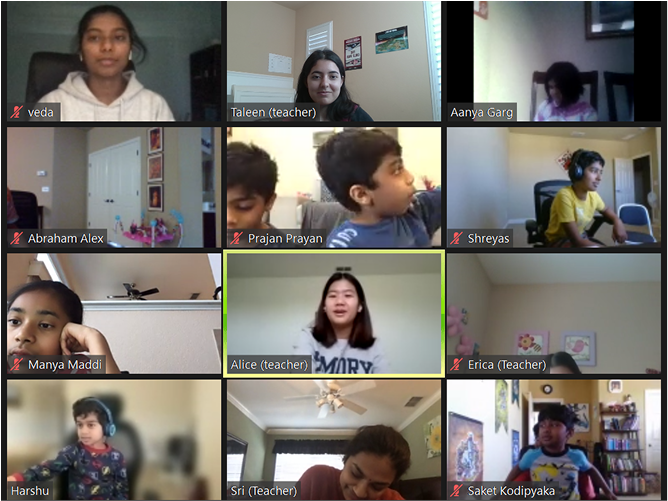 veda
Taleen (teacher)
Aanya Garg
Abraham Alex
Prajan Prayan
Shreyas
Manya Maddi
Alice (teacher)
MORY
Erica (Teacher)
Harshu
Sri (Teacher)
Saket Kodipyaka